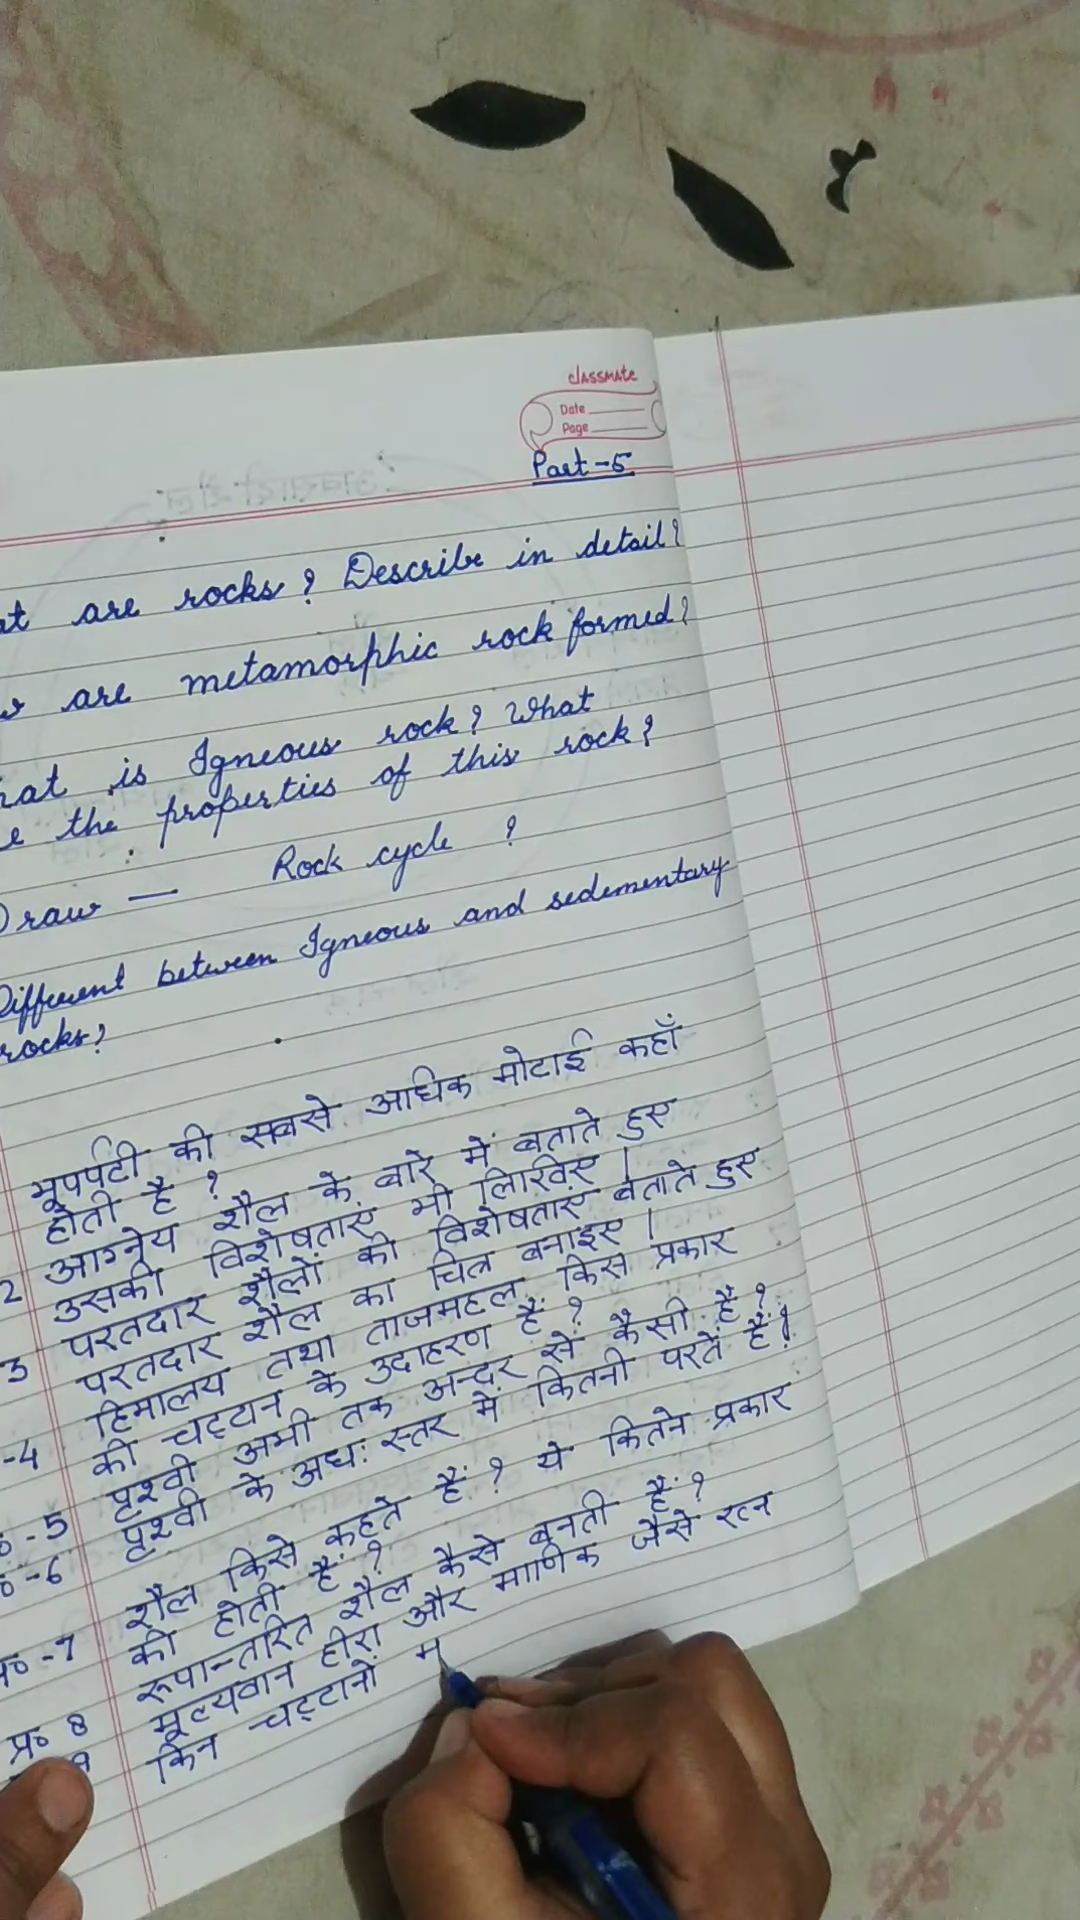 classmate
Date
Page
Part-5
are rocks? Describe in detail?
are metamorphic rock formed?
is Igneous rock? What
the properties of this rock?
Draw — Rock cycle ?
Different between Igneous and sedementary
rocks?
भूपर्पटी की सबसे अधिक मोटाई कहाँ
होती है ?
2 आग्नेय शैल के बारे में बताते हुए
उसकी विशेषताएं भी लिखिए |
3 परतदार शैलों की विशेषताएं बताते हुए
परतदार शैल का चित्र बनाइए |
-4 हिमालय तथा ताजमहल किस प्रकार
की चट्टान के उदाहरण हैं ?
-5 पृथ्वी अभी तक अन्दर से कैसी है ?
-6 पृथ्वी के अधः स्तर में कितनी परतें हैं ?
-7 शैल किसे कहते हैं ? ये कितने प्रकार
की होती हैं ?
प्र० 8 रूपान्तरित शैल कैसे बनती हैं ?
9 मूल्यवान हीरा और माणिक जैसे रत्न
किन चट्टानों म